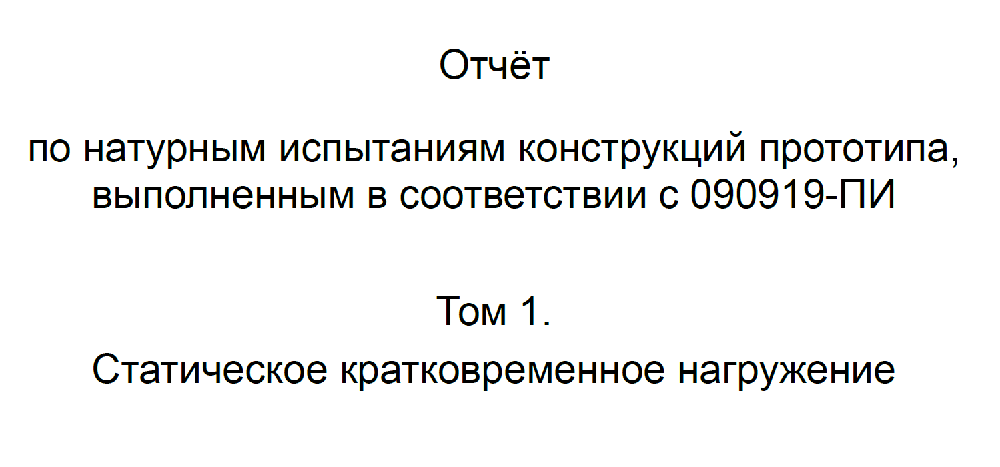 Отчёт
по натурным испытаниям конструкций прототипа,
выполненным в соответствии с 090919-ПИ
Том 1.
Статическое кратковременное нагружение